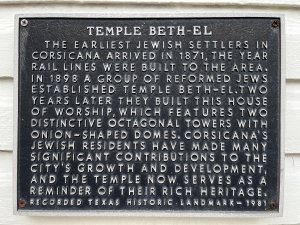 TEMPLE BETH-EL
THE EARLIEST JEWISH SETTLERS IN
CORSICANA ARRIVED IN 1871, THE YEAR
RAIL LINES WERE BUILT TO THE AREA.
IN 1898 A GROUP OF REFORMED JEWS
ESTABLISHED TEMPLE BETH-EL. TWO
YEARS LATER THEY BUILT THIS HOUSE
OF WORSHIP, WHICH FEATURES TWO
DISTINCTIVE OCTAGONAL TOWERS WITH
ONION-SHAPED DOMES. CORSICANA'S
JEWISH RESIDENTS HAVE MADE MANY
SIGNIFICANT CONTRIBUTIONS TO THE
CITY'S GROWTH AND DEVELOPMENT,
AND THE TEMPLE NOW SERVES AS A
REMINDER OF THEIR RICH HERITAGE.
RECORDED TEXAS HISTORIC LANDMARK-1981